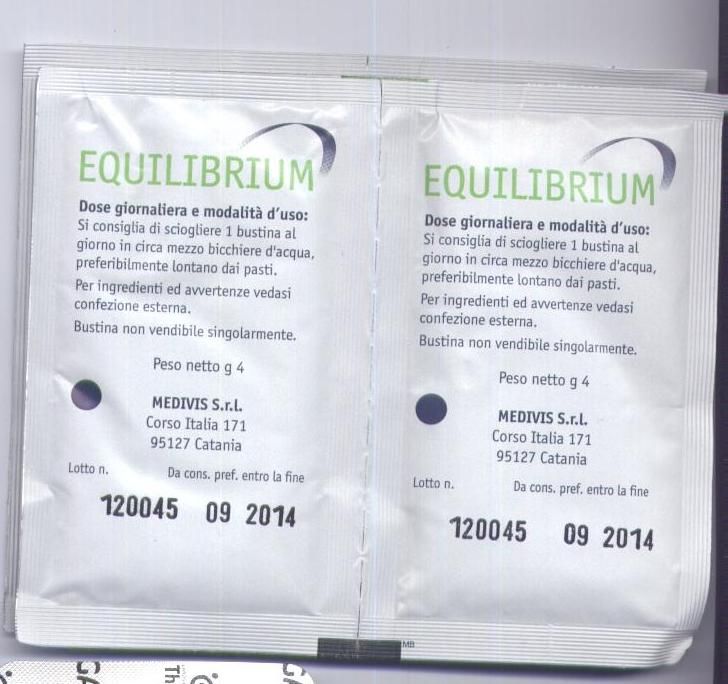 EQUILIBRIUM
Dose giornaliera e modalità d'uso:
Si consiglia di sciogliere 1 bustina al
giorno in circa mezzo bicchiere d'acqua,
preferibilmente lontano dai pasti.
Per ingredienti ed avvertenze vedasi
confezione esterna.
Bustina non vendibile singolarmente.
Peso netto g 4
MEDIVIS S.r.l.
Corso Italia 171
95127 Catania
Lotto n. Da cons. pref. entro la fine
120045 09 2014
EQUILIBRIUM
Dose giornaliera e modalità d'uso:
Si consiglia di sciogliere 1 bustina al
giorno in circa mezzo bicchiere d'acqua,
preferibilmente lontano dai pasti.
Per ingredienti ed avvertenze vedasi
confezione esterna.
Bustina non vendibile singolarmente.
Peso netto g 4
MEDIVIS S.r.l.
Corso Italia 171
95127 Catania
Lotto n. Da cons. pref. entro la fine
120045 09 2014
MB